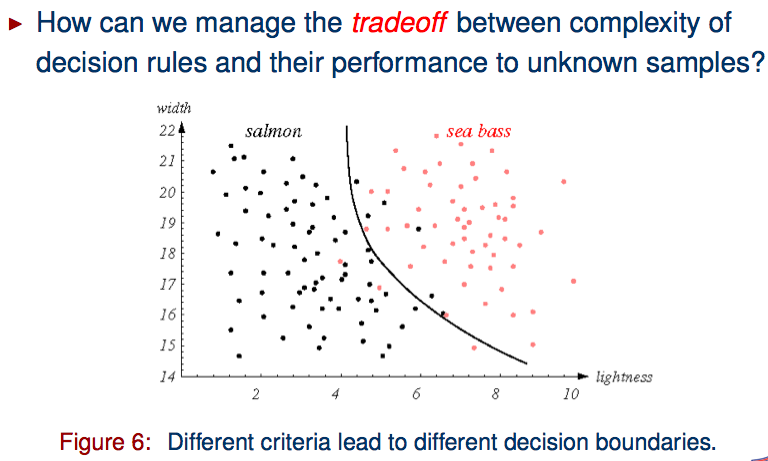 How can we manage the tradeoff between complexity of
decision rules and their performance to unknown samples?
width
22
salmon
sea bass
21
20
19
18
17
16
15
14
2
4
6
8
10
lightness
Figure 6: Different criteria lead to different decision boundaries.